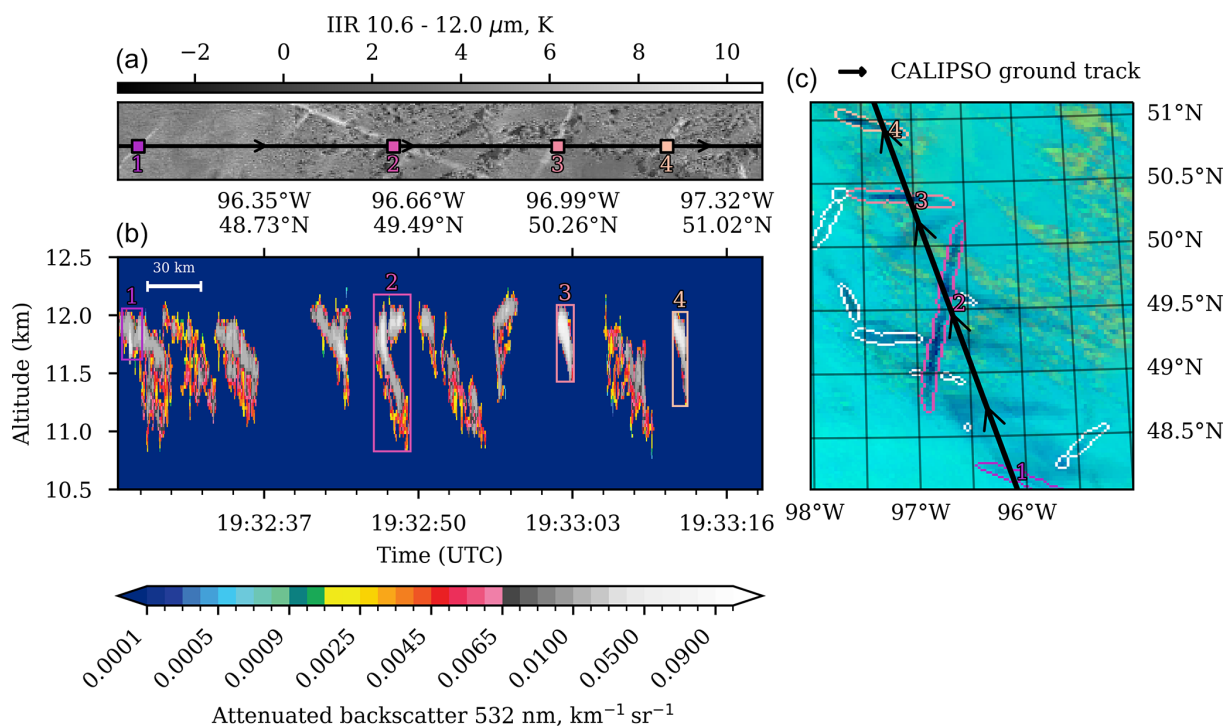 IIR 10.6 - 12.0 μm, K
(a)
−2 0 2 4 6 8 10
1 2 3 4
96.35°W 96.66°W 96.99°W 97.32°W
48.73°N 49.49°N 50.26°N 51.02°N
(b)
12.5
12.0
11.5
11.0
10.5
Altitude (km)
30 km
1 2 3 4
19:32:37 19:32:50 19:33:03 19:33:16
Time (UTC)
0.0001 0.0005 0.0009 0.0025 0.0045 0.0065 0.0100 0.0500 0.0900
Attenuated backscatter 532 nm, km⁻¹ sr⁻¹
(c) CALIPSO ground track
4
3
2
1
51°N
50.5°N
50°N
49.5°N
49°N
48.5°N
98°W 97°W 96°W